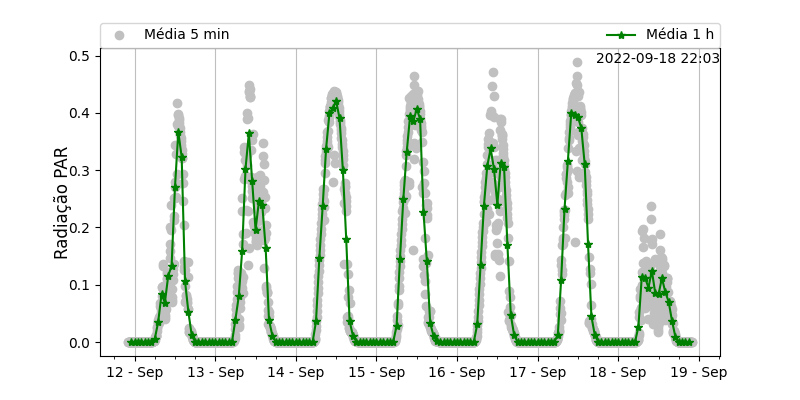 Média 5 min
Média 1 h
2022-09-18 22:03
Radiação PAR
0.5
0.4
0.3
0.2
0.1
0.0
12 - Sep
13 - Sep
14 - Sep
15 - Sep
16 - Sep
17 - Sep
18 - Sep
19 - Sep